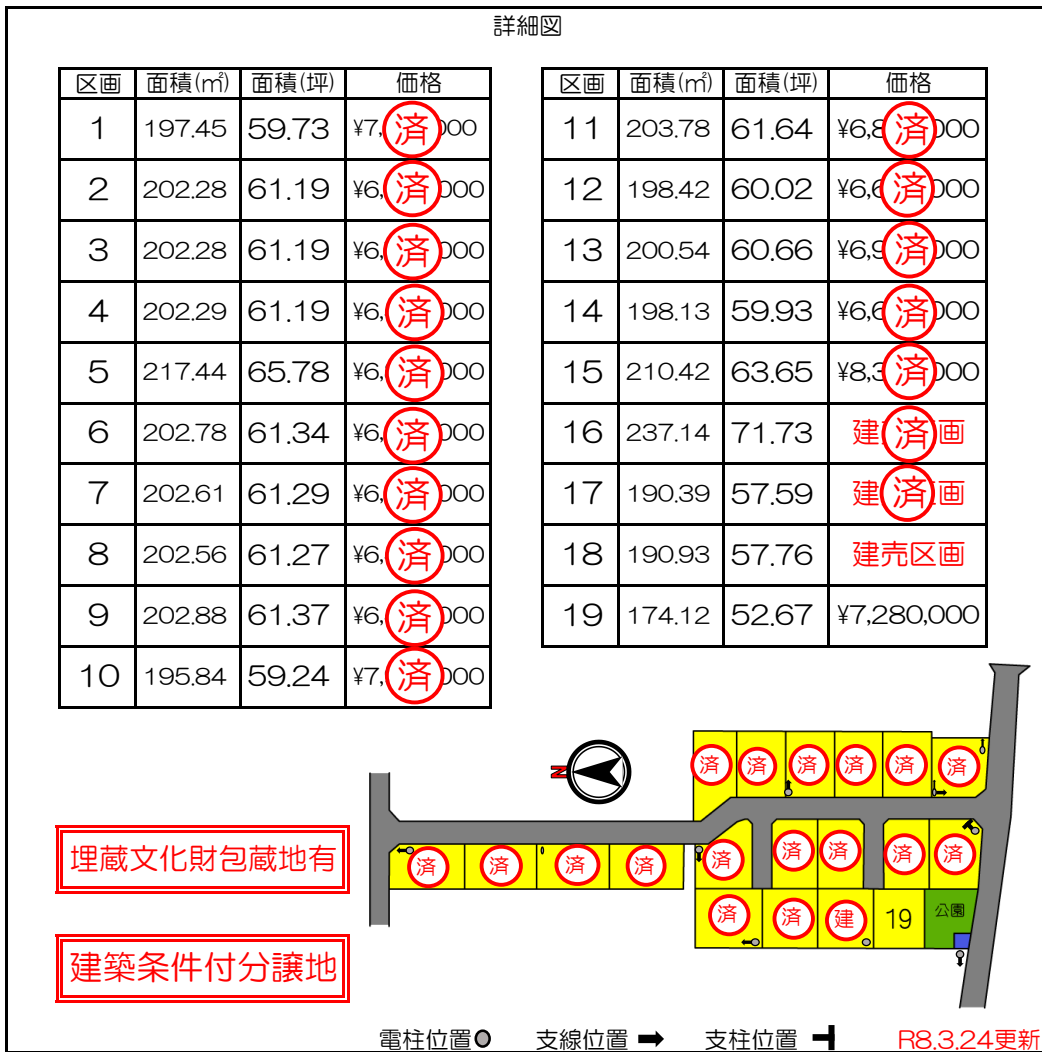 詳細図
区画 面積(㎡) 面積(坪) 価格
1 197.45 59.73 ¥7, 済 000
2 202.28 61.19 ¥6, 済 000
3 202.28 61.19 ¥6, 済 000
4 202.29 61.19 ¥6, 済 000
5 217.44 65.78 ¥6, 済 000
6 202.78 61.34 ¥6, 済 000
7 202.61 61.29 ¥6, 済 000
8 202.56 61.27 ¥6, 済 000
9 202.88 61.37 ¥6, 済 000
10 195.84 59.24 ¥7, 済 000
区画 面積(㎡) 面積(坪) 価格
11 203.78 61.64 ¥6,8 済 000
12 198.42 60.02 ¥6,6 済 000
13 200.54 60.66 ¥6,9 済 000
14 198.13 59.93 ¥6,6 済 000
15 210.42 63.65 ¥8,3 済 000
16 237.14 71.73 建 済 画
17 190.39 57.59 建 済 画
18 190.93 57.76 建売区画
19 174.12 52.67 ¥7,280,000
N
済 済 済 済 済 済
済 済 済 済 済 済 済 済 済
済 済 建 19 公園
埋蔵文化財包蔵地有
建築条件付分譲地
電柱位置 支線位置 支柱位置 R8.3.24更新